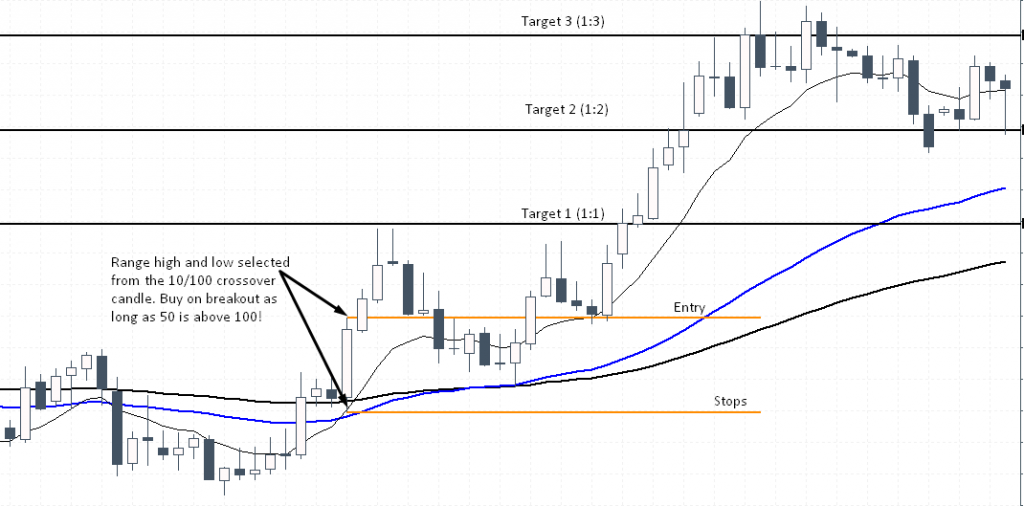 Target 3 (1:3)
Target 2 (1:2)
Target 1 (1:1)
Range high and low selected
from the 10/100 crossover
candle. Buy on breakout as
long as 50 is above 100!
Entry
Stops